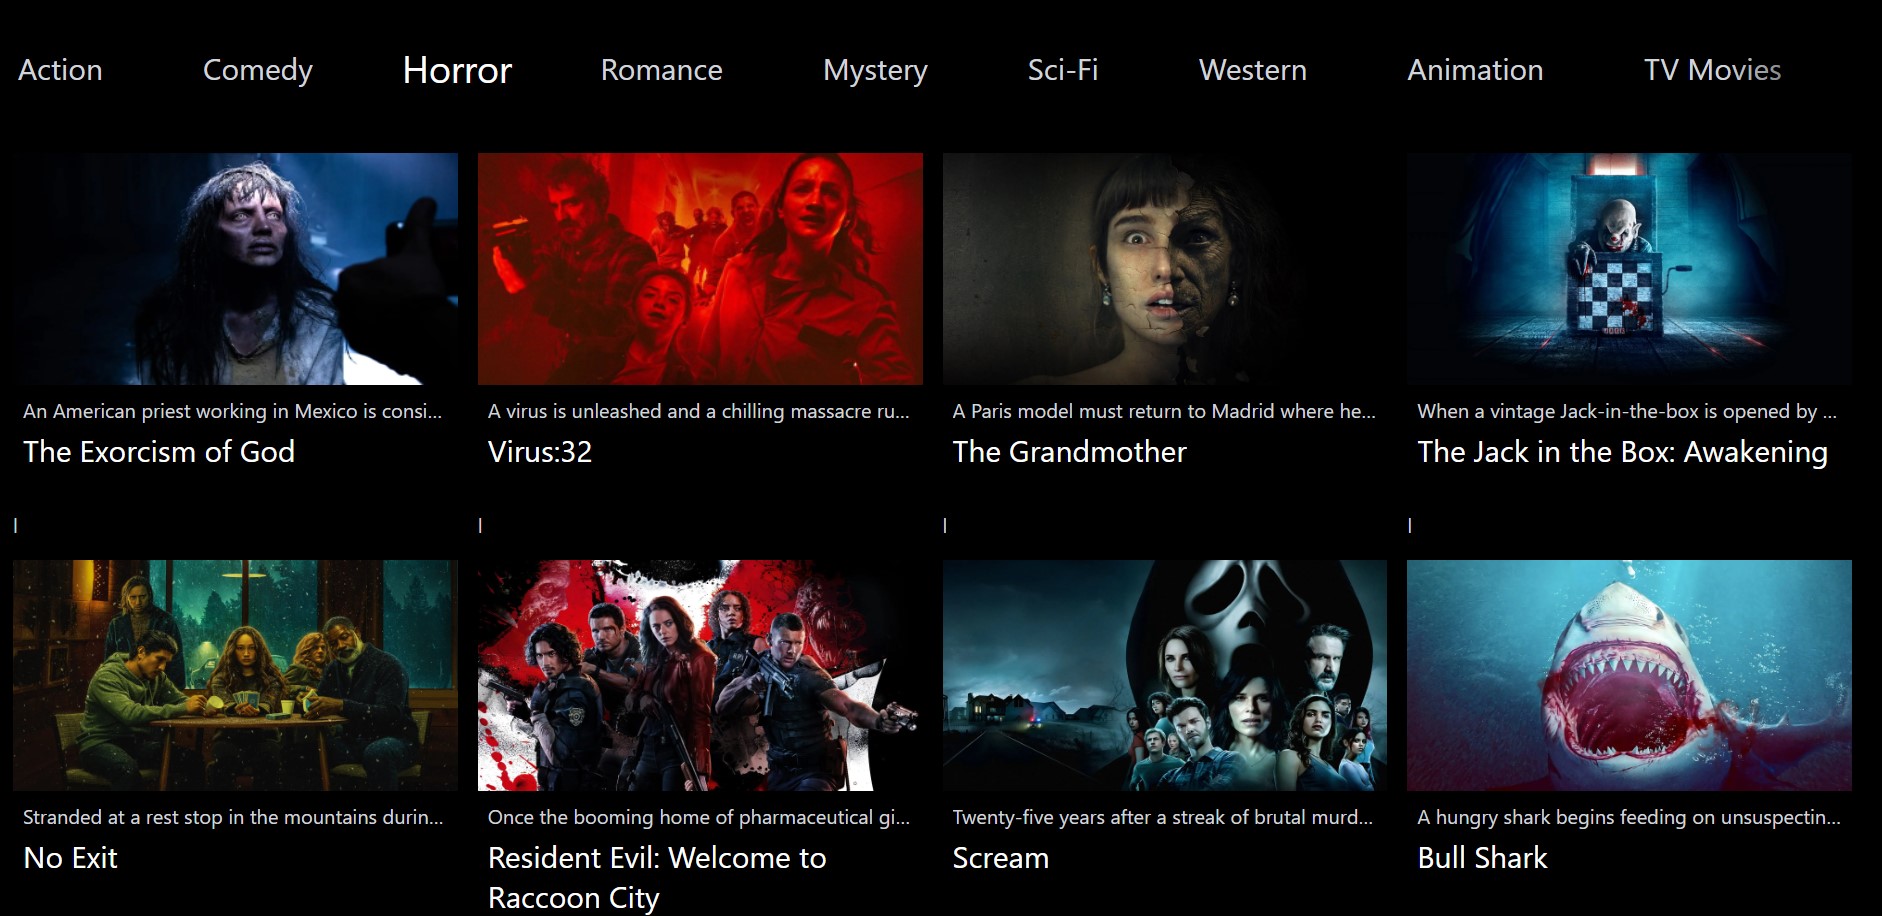 Action Comedy Horror Romance Mystery Sci-Fi Western Animation TV Movies
An American priest working in Mexico is consi...
The Exorcism of God
A virus is unleashed and a chilling massacre ru...
Virus:32
A Paris model must return to Madrid where he...
The Grandmother
When a vintage Jack-in-the-box is opened by ...
The Jack in the Box: Awakening
| | | |
Stranded at a rest stop in the mountains durin...
No Exit
Once the booming home of pharmaceutical gi...
Resident Evil: Welcome to
Raccoon City
Twenty-five years after a streak of brutal murd...
Scream
A hungry shark begins feeding on unsuspectin...
Bull Shark